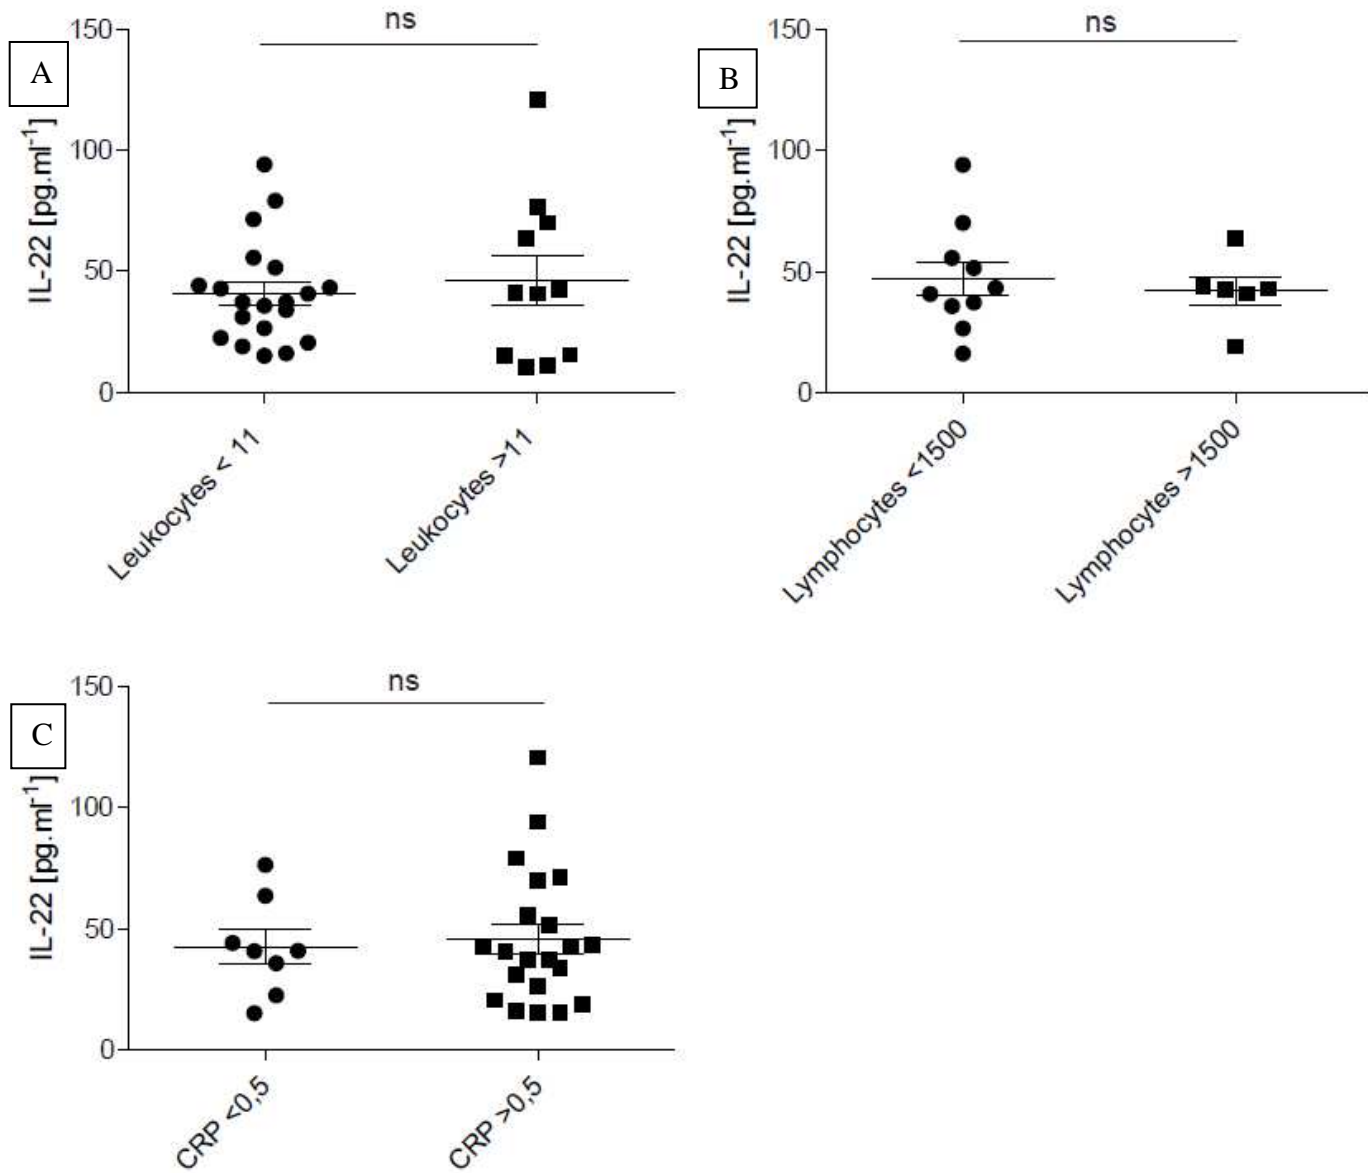 A
ns
IL-22 [pg.ml-1]
150
100
50
0
Leukocytes < 11
Leukocytes >11
B
ns
IL-22 [pg.ml-1]
150
100
50
0
Lymphocytes <1500
Lymphocytes >1500
C
ns
IL-22 [pg.ml-1]
150
100
50
0
CRP <0,5
CRP >0,5